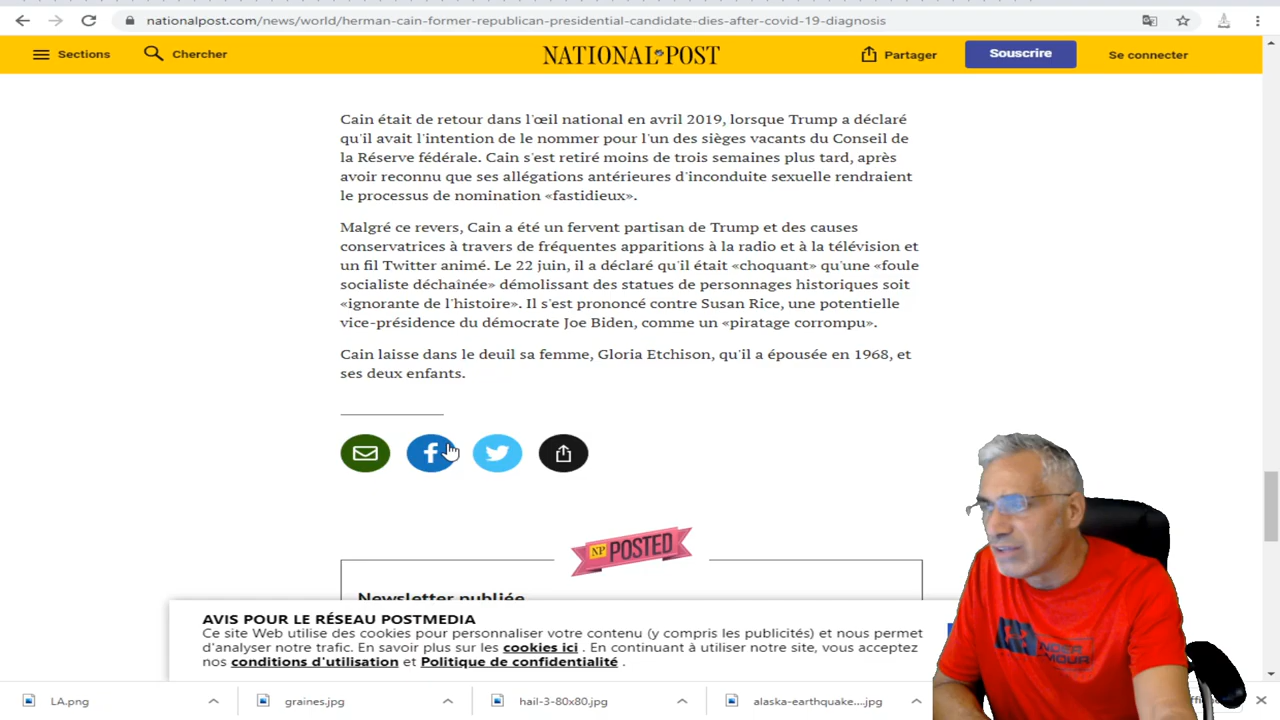 nationalpost.com/news/world/herman-cain-former-republican-presidential-candidate-dies-after-covid-19-diagnosis
Sections
Chercher
NATIONAL POST
Partager
Souscrire
Se connecter
Cain était de retour dans l'œil national en avril 2019, lorsque Trump a déclaré
qu'il avait l'intention de le nommer pour l'un des sièges vacants du Conseil de
la Réserve fédérale. Cain s'est retiré moins de trois semaines plus tard, après
avoir reconnu que ses allégations antérieures d'inconduite sexuelle rendraient
le processus de nomination «fastidieux».
Malgré ce revers, Cain a été un fervent partisan de Trump et des causes
conservatrices à travers de fréquentes apparitions à la radio et à la télévision et
un fil Twitter animé. Le 22 juin, il a déclaré qu'il était «choquant» qu'une «foule
socialiste déchaînée» démolissant des statues de personnages historiques soit
«ignorante de l'histoire». Il s'est prononcé contre Susan Rice, une potentielle
vice-présidence du démocrate Joe Biden, comme un «piratage corrompu».
Cain laisse dans le deuil sa femme, Gloria Etchison, qu'il a épousée en 1968, et
ses deux enfants.
NP POSTED
Newsletter publiée
AVIS POUR LE RÉSEAU POSTMEDIA
Ce site Web utilise des cookies pour personnaliser votre contenu (y compris les publicités) et nous permet
d'analyser notre trafic. En savoir plus sur les cookies ici . En continuant à utiliser notre site, vous acceptez
nos conditions d'utilisation et Politique de confidentialité .
LA.png
graines.jpg
hail-3-80x80.jpg
alaska-earthquake....jpg